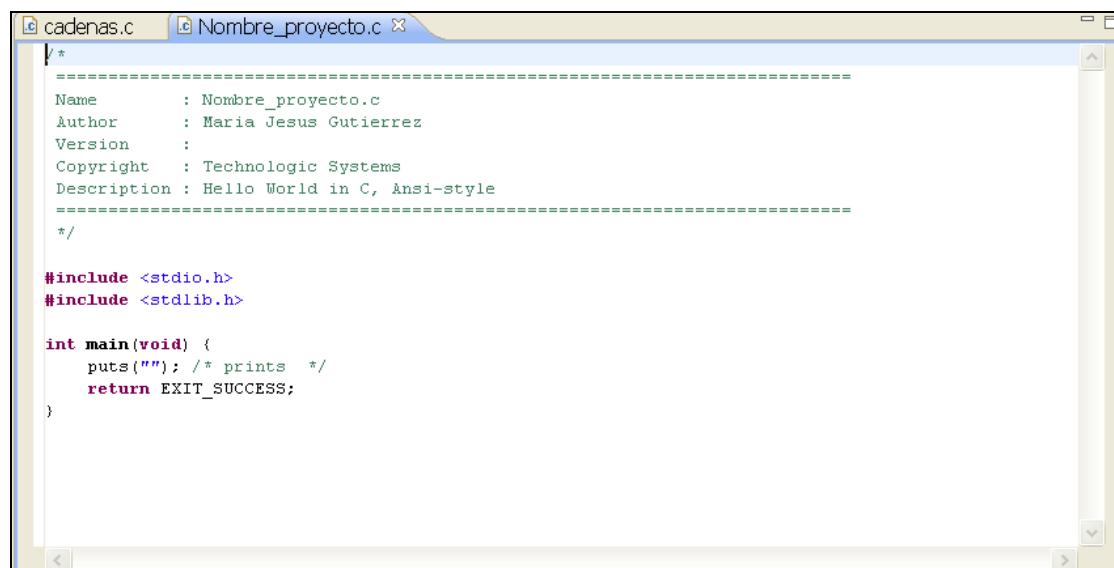 cadenas.c Nombre_proyecto.c
/*
============================================================================
Name        : Nombre_proyecto.c
Author      : Maria Jesus Gutierrez
Version     :
Copyright   : Technologic Systems
Description : Hello World in C, Ansi-style
============================================================================
*/
#include <stdio.h>
#include <stdlib.h>
int main(void) {
puts(""); /* prints  */
return EXIT_SUCCESS;
}